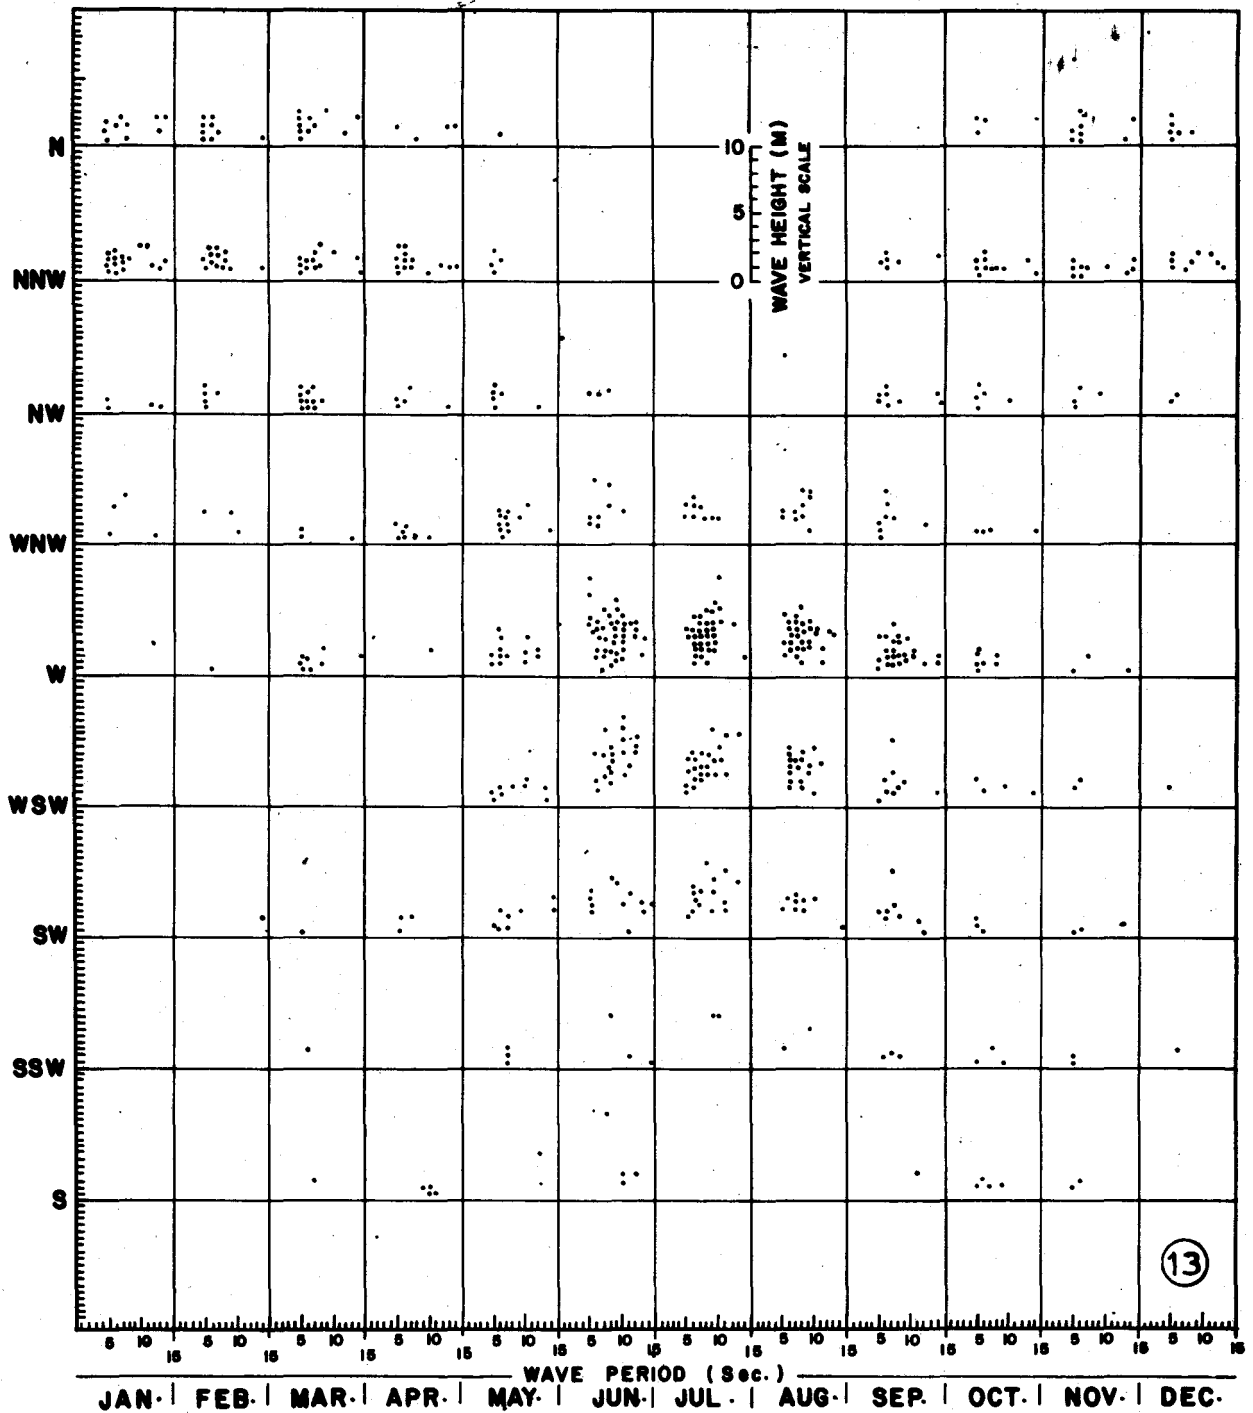 N
NNW
NW
WNW
W
WSW
SW
SSW
S
10
5
0
WAVE HEIGHT (M)
VERTICAL SCALE
13
5 10 15 5 10 15 5 10 15 5 10 15 5 10 15 5 10 15 5 10 15 5 10 15 5 10 15 5 10 15 5 10 15 5 10 15
WAVE PERIOD (Sec.)
JAN. | FEB. | MAR. | APR. | MAY. | JUN. | JUL. | AUG. | SEP. | OCT. | NOV. | DEC.